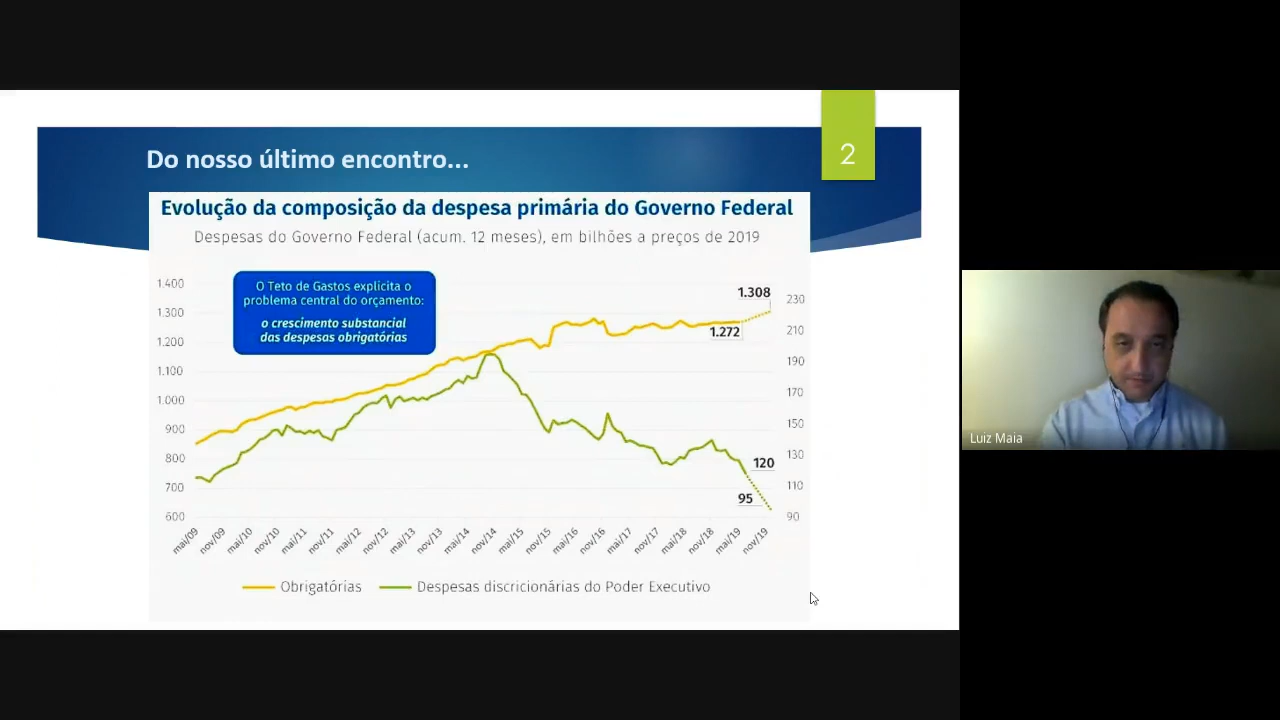 Do nosso último encontro...
2
Evolução da composição da despesa primária do Governo Federal
Despesas do Governo Federal (acum. 12 meses), em bilhões a preços de 2019
O Teto de Gastos explicita o
problema central do orçamento:
o crescimento substancial
das despesas obrigatórias
1.400
1.300
1.200
1.100
1.000
900
800
700
600
230
210
190
170
150
130
110
90
1.308
1.272
120
95
mai/09
nov/09
mai/10
nov/10
mai/11
nov/11
mai/12
nov/12
mai/13
nov/13
mai/14
nov/14
mai/15
nov/15
mai/16
nov/16
mai/17
nov/17
mai/18
nov/18
mai/19
nov/19
Obrigatórias
Despesas discricionárias do Poder Executivo
Luiz Maia